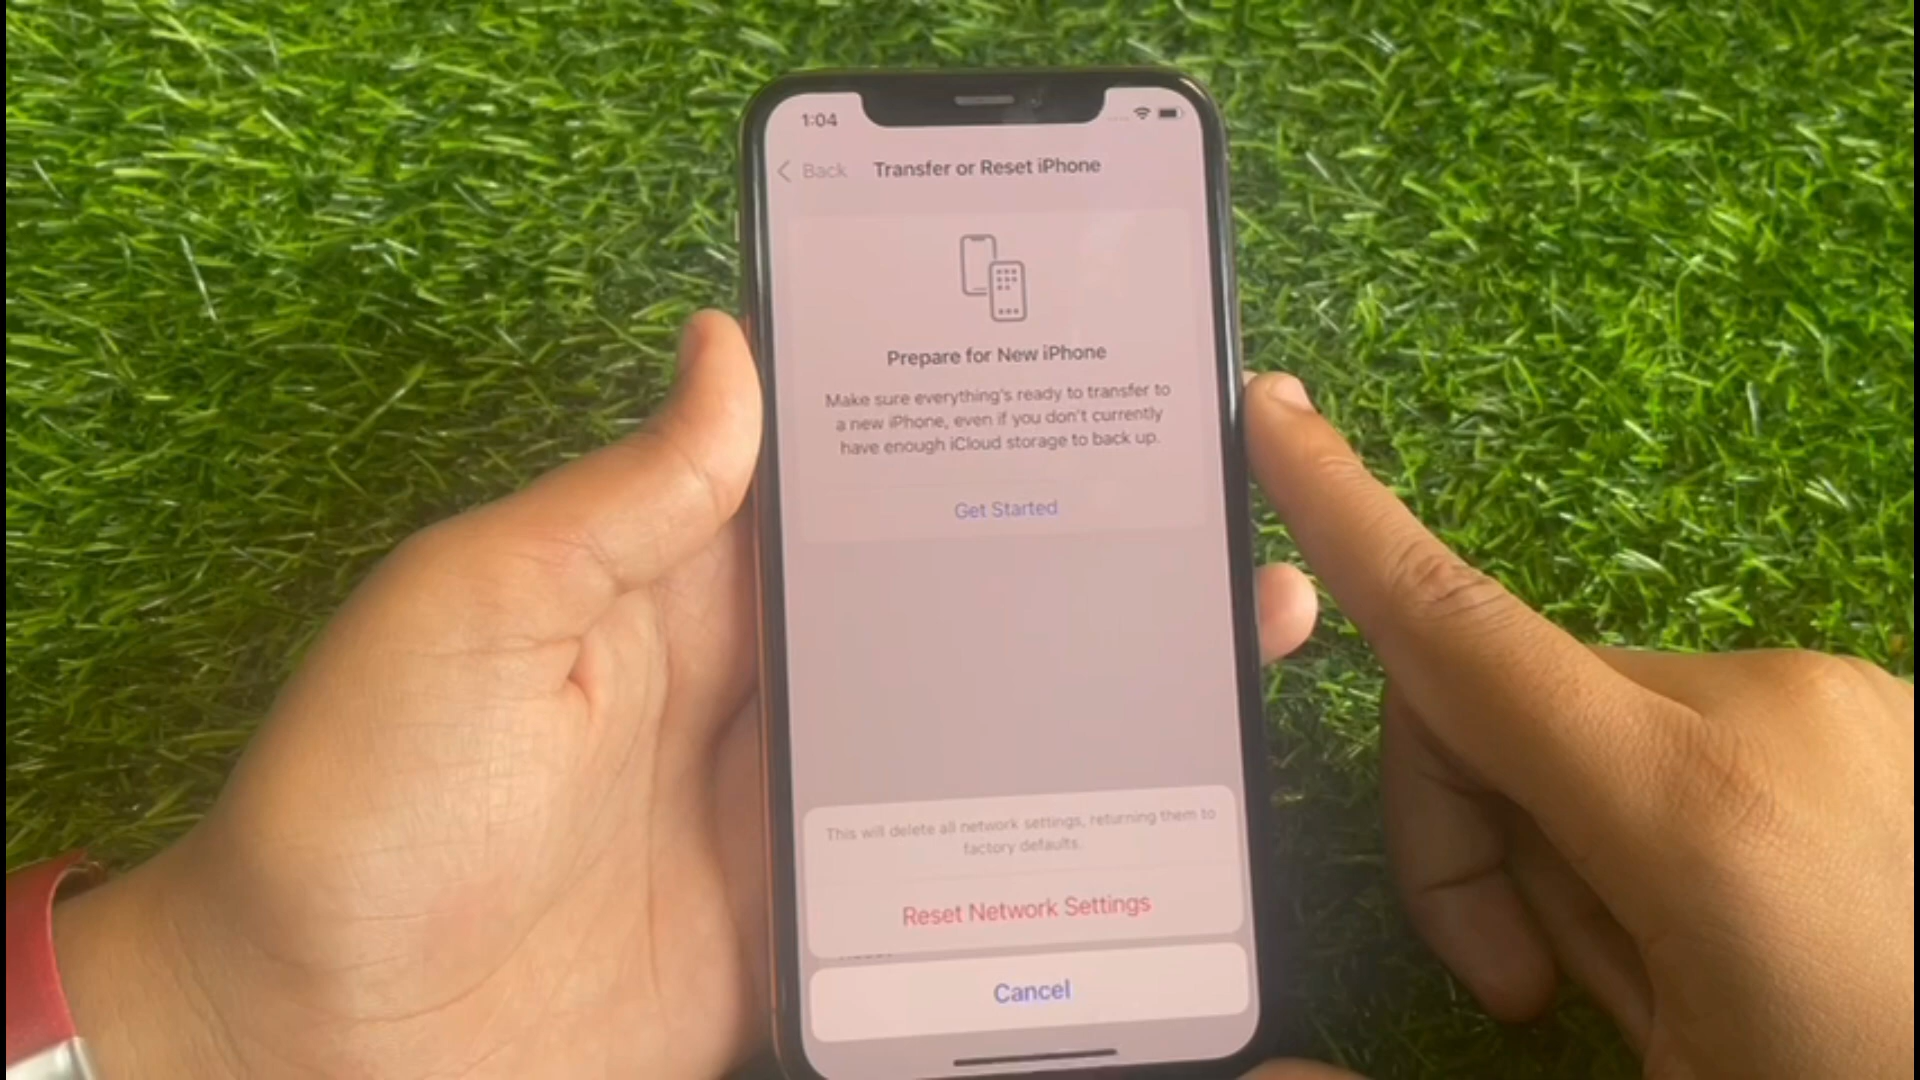 1:04
Back
Transfer or Reset iPhone
Prepare for New iPhone
Make sure everything's ready to transfer to
a new iPhone, even if you don't currently
have enough iCloud storage to back up.
Get Started
This will delete all network settings, returning them to
factory defaults.
Reset Network Settings
Cancel